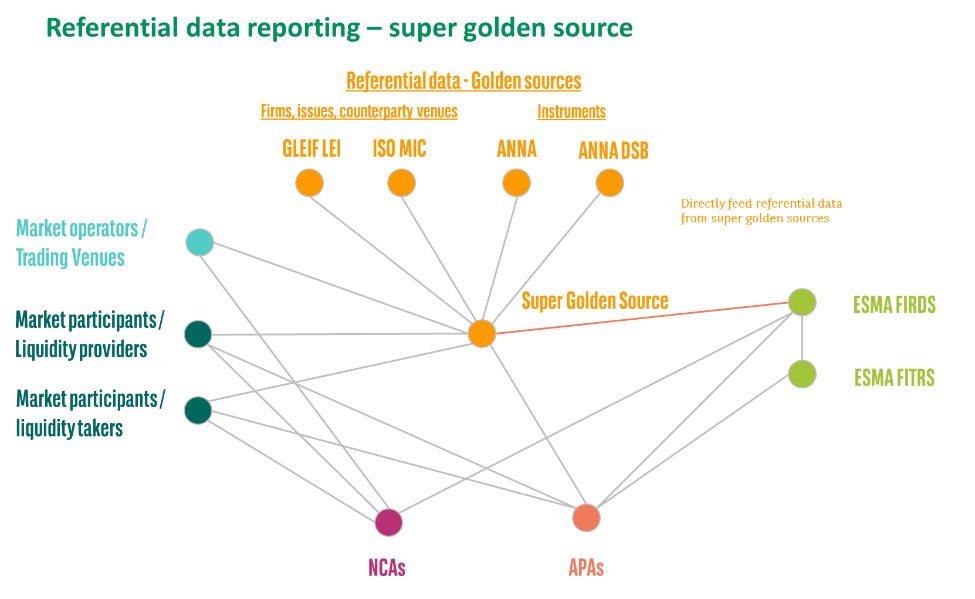 Referential data reporting – super golden source
Referential data - Golden sources
Firms, issues, counterparty venues
Instruments
GLEIF LEI
ISO MIC
ANNA
ANNA DSB
Directly feed referential data
from super golden sources
Market operators /
Trading Venues
Super Golden Source
ESMA FIRDS
Market participants /
Liquidity providers
ESMA FITRS
Market participants /
liquidity takers
NCAs
APAs